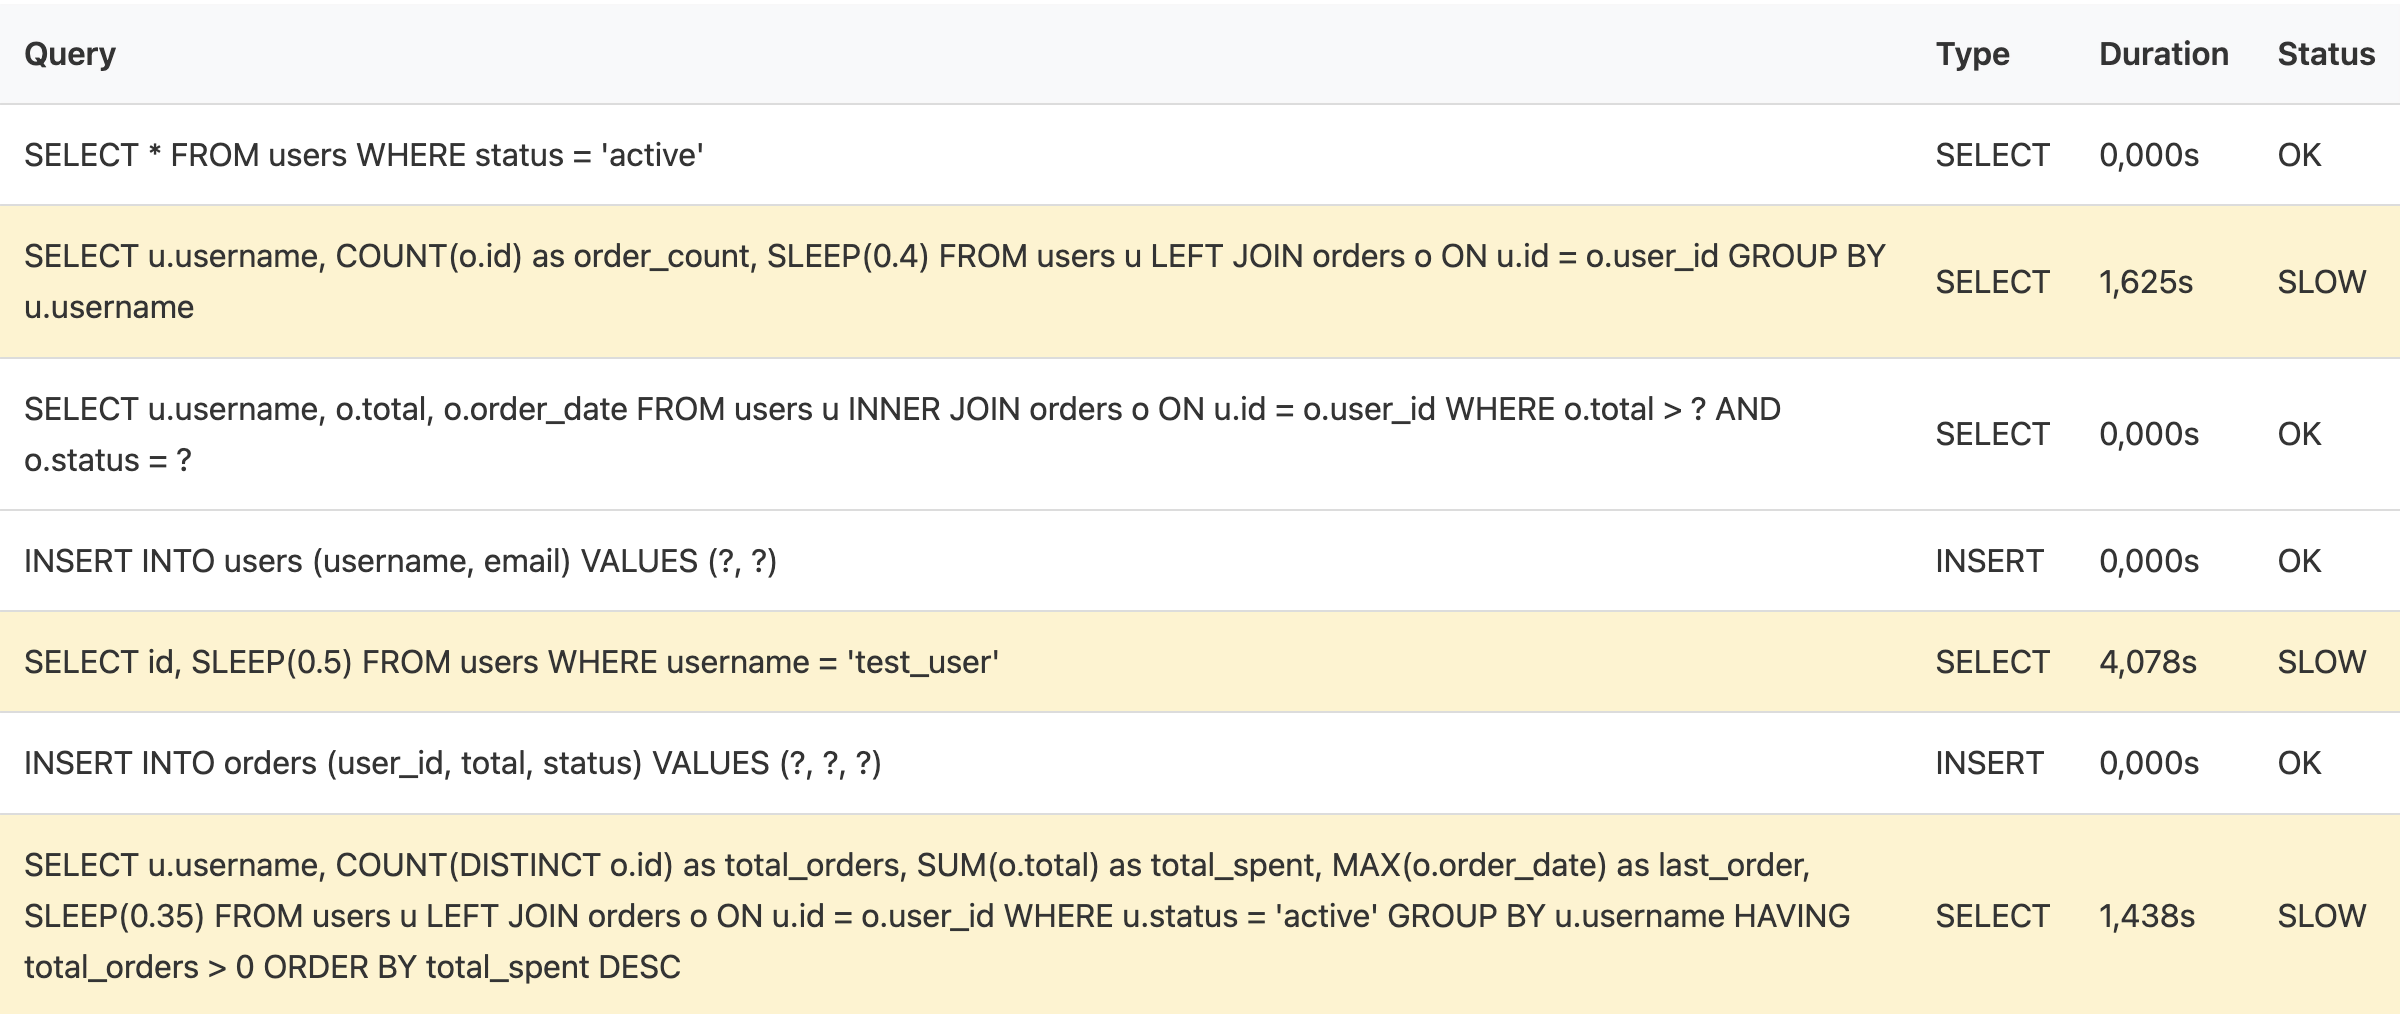 Query Type Duration Status
SELECT * FROM users WHERE status = 'active' SELECT 0,000s OK
SELECT u.username, COUNT(o.id) as order_count, SLEEP(0.4) FROM users u LEFT JOIN orders o ON u.id = o.user_id GROUP BY
u.username
SELECT 1,625s SLOW
SELECT u.username, o.total, o.order_date FROM users u INNER JOIN orders o ON u.id = o.user_id WHERE o.total > ? AND
o.status = ?
SELECT 0,000s OK
INSERT INTO users (username, email) VALUES (?, ?) INSERT 0,000s OK
SELECT id, SLEEP(0.5) FROM users WHERE username = 'test_user' SELECT 4,078s SLOW
INSERT INTO orders (user_id, total, status) VALUES (?, ?, ?) INSERT 0,000s OK
SELECT u.username, COUNT(DISTINCT o.id) as total_orders, SUM(o.total) as total_spent, MAX(o.order_date) as last_order,
SLEEP(0.35) FROM users u LEFT JOIN orders o ON u.id = o.user_id WHERE u.status = 'active' GROUP BY u.username HAVING
total_orders > 0 ORDER BY total_spent DESC
SELECT 1,438s SLOW